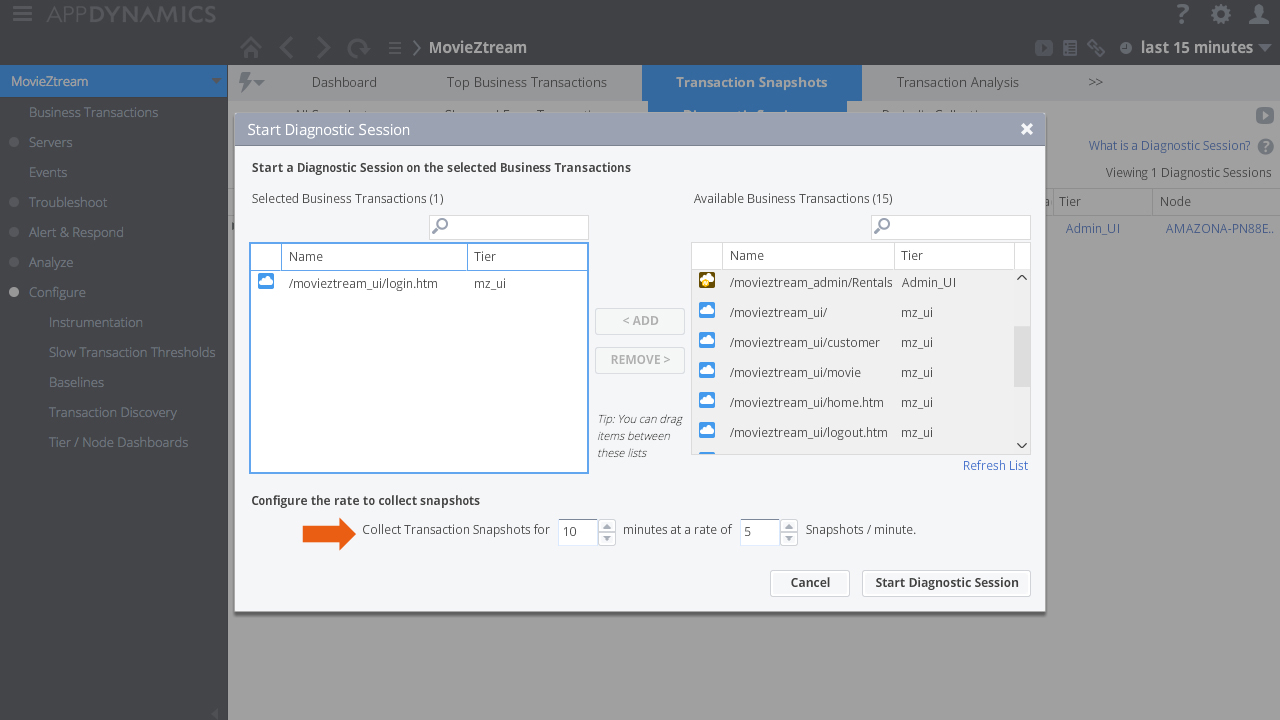 APPDYNAMICS
MovieZtream
last 15 minutes
MovieZtream
Dashboard
Top Business Transactions
Transaction Snapshots
Transaction Analysis
>>
Business Transactions
Servers
Events
Troubleshoot
Alert & Respond
Analyze
Configure
Instrumentation
Slow Transaction Thresholds
Baselines
Transaction Discovery
Tier / Node Dashboards
What is a Diagnostic Session?
Viewing 1 Diagnostic Sessions
Tier
Node
Admin_UI
AMAZONA-PN88E..
Start Diagnostic Session
Start a Diagnostic Session on the selected Business Transactions
Selected Business Transactions (1)
Name
Tier
/movieztream_ui/login.htm
mz_ui
< ADD
REMOVE >
Tip: You can drag
items between
these lists
Available Business Transactions (15)
Name
Tier
/movieztream_admin/Rentals
Admin_UI
/movieztream_ui/
mz_ui
/movieztream_ui/customer
mz_ui
/movieztream_ui/movie
mz_ui
/movieztream_ui/home.htm
mz_ui
/movieztream_ui/logout.htm
mz_ui
Refresh List
Configure the rate to collect snapshots
Collect Transaction Snapshots for 10 minutes at a rate of 5 Snapshots / minute.
Cancel
Start Diagnostic Session